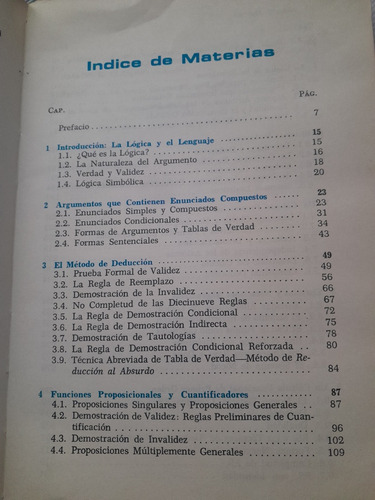 Indice de Materias
CAP. PÁG.
Prefacio 7
1 Introducción: La Lógica y el Lenguaje 15
1.1. ¿Qué es la Lógica? 15
1.2. La Naturaleza del Argumento 16
1.3. Verdad y Validez 18
1.4. Lógica Simbólica 20
2 Argumentos que Contienen Enunciados Compuestos 23
2.1. Enunciados Simples y Compuestos 23
2.2. Enunciados Condicionales 31
2.3. Formas de Argumentos y Tablas de Verdad 34
2.4. Formas Sentenciales 43
3 El Método de Deducción 49
3.1. Prueba Formal de Validez 49
3.2. La Regla de Reemplazo 56
3.3. Demostración de la Invalidez 66
3.4. No Completud de las Diecinueve Reglas 67
3.5. La Regla de Demostración Condicional 72
3.6. La Regla de Demostración Indirecta 75
3.7. Demostración de Tautologías 78
3.8. La Regla de Demostración Condicional Reforzada 80
3.9. Técnica Abreviada de Tabla de Verdad—Método de Re-
ducción al Absurdo 84
4 Funciones Proposicionales y Cuantificadores 87
4.1. Proposiciones Singulares y Proposiciones Generales 87
4.2. Demostración de Validez: Reglas Preliminares de Cuan-
tificación 96
4.3. Demostración de Invalidez 102
4.4. Proposiciones Múltiplemente Generales 109